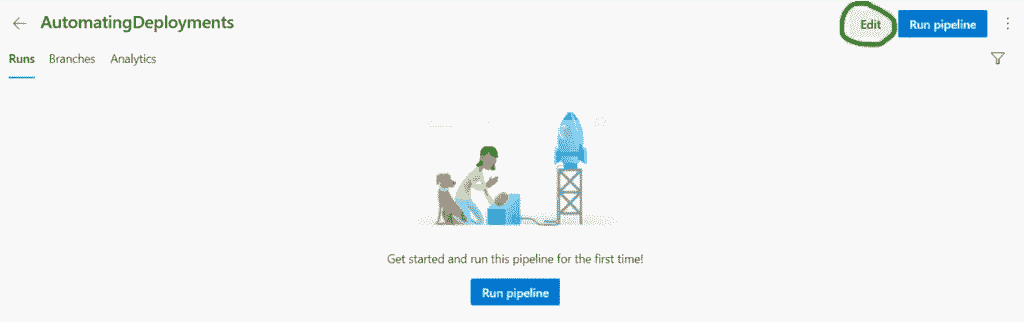 AutomatingDeployments
Edit
Run pipeline
Runs
Branches
Analytics
Get started and run this pipeline for the first time!
Run pipeline